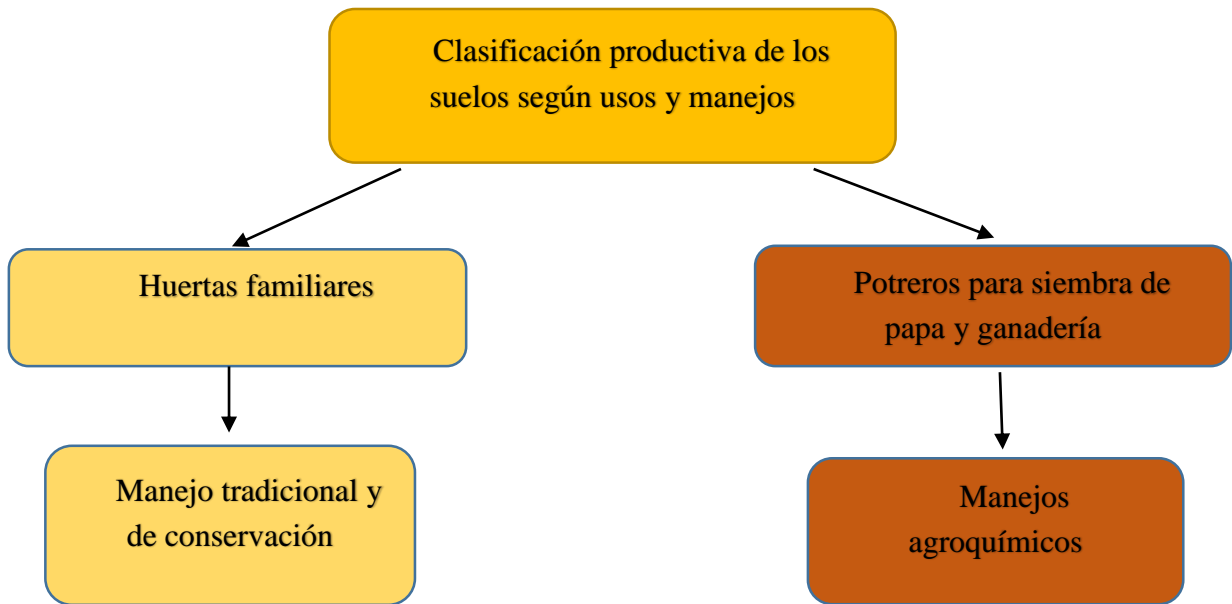 Clasificación productiva de los
suelos según usos y manejos
Huertas familiares
Potreros para siembra de
papa y ganadería
Manejo tradicional y
de conservación
Manejos
agroquímicos